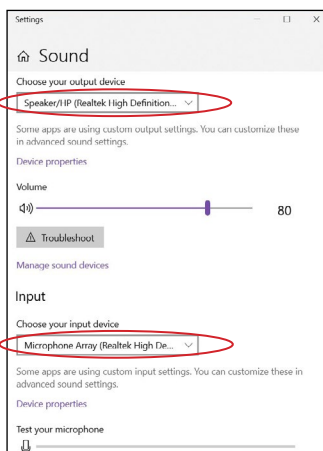 Settings
Sound
Choose your output device
Speaker/HP (Realtek High Definition...
Some apps are using custom output settings. You can customize these
in advanced sound settings.
Device properties
Volume
80
Troubleshoot
Manage sound devices
Input
Choose your input device
Microphone Array (Realtek High De...
Some apps are using custom input settings. You can customize these in
advanced sound settings.
Device properties
Test your microphone